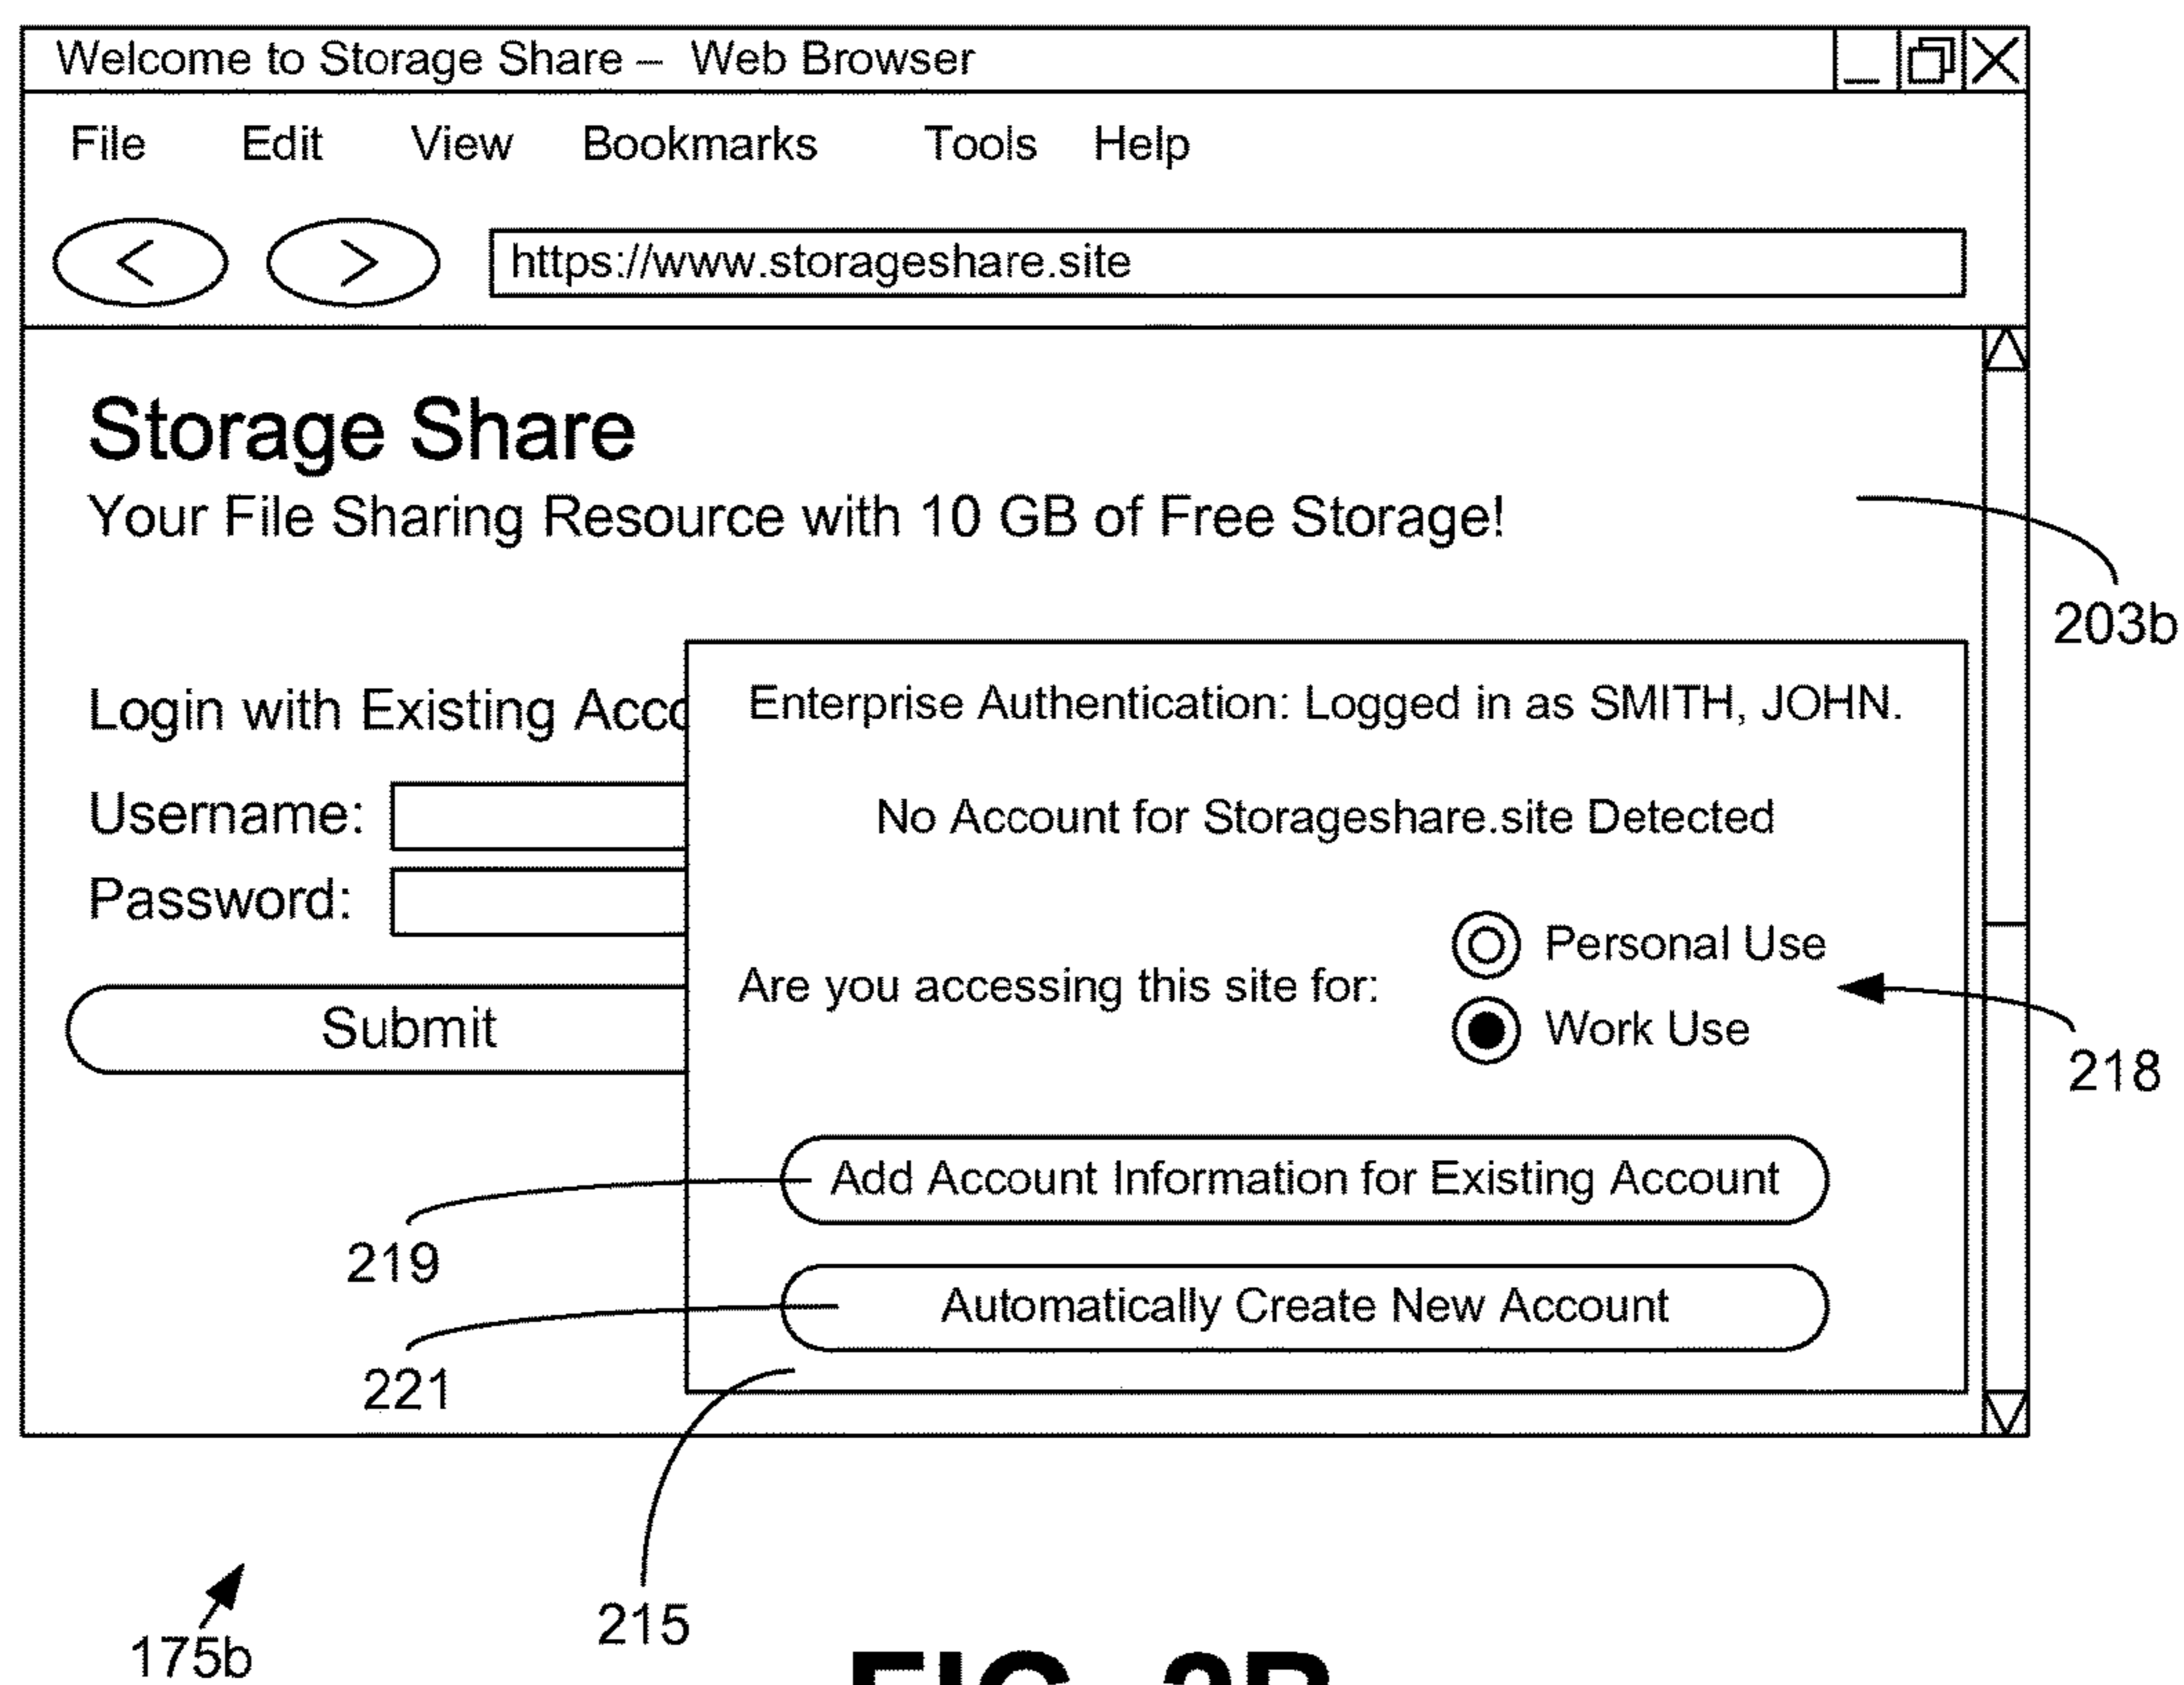 Welcome to Storage Share – Web Browser
File Edit View Bookmarks Tools Help
< >
https://www.storageshare.site
Storage Share
Your File Sharing Resource with 10 GB of Free Storage!
203b
Login with Existing Acco
Username:
Password:
Submit
Enterprise Authentication: Logged in as SMITH, JOHN.
No Account for Storageshare.site Detected
Are you accessing this site for:
Personal Use
Work Use
218
Add Account Information for Existing Account
219
Automatically Create New Account
221
215
175b